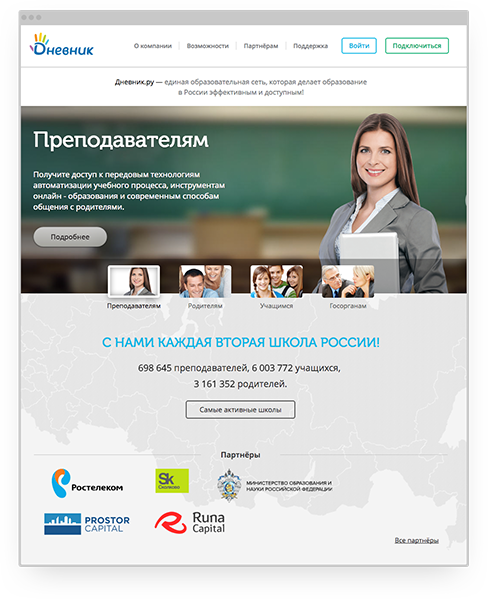 Дневник
О компании
Возможности
Партнёрам
Поддержка
Войти
Подключиться
Дневник.ру — единая образовательная сеть, которая делает образование
в России эффективным и доступным!
Преподавателям
Получите доступ к передовым технологиям
автоматизации учебного процесса, инструментам
онлайн - образования и современным способам
общения с родителями.
Подробнее
Преподавателям
Родителям
Учащимся
Госорганам
С НАМИ КАЖДАЯ ВТОРАЯ ШКОЛА РОССИИ!
698 645 преподавателей, 6 003 772 учащихся,
3 161 352 родителей.
Самые активные школы
Партнёры
Ростелеком
Sk
Сколково
МИНИСТЕРСТВО ОБРАЗОВАНИЯ И
НАУКИ РОССИЙСКОЙ ФЕДЕРАЦИИ
PROSTOR
CAPITAL
Runa
Capital
Все партнёры